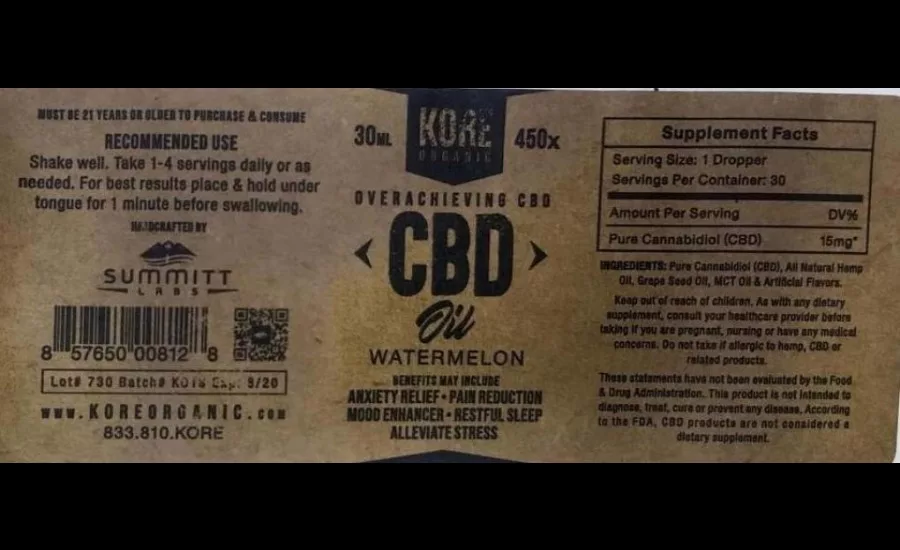 MUST BE 21 YEARS OR OLDER TO PURCHASE & CONSUME
RECOMMENDED USE
Shake well. Take 1-4 servings daily or as
needed. For best results place & hold under
tongue for 1 minute before swallowing.
HANDCRAFTED BY
SUMMITT
LABS
8 57650 00812 8
Lot# 730 Batch# Exp: 9/20
www.KOREORGANIC.com
833.810.KORE
30ML
KORE
ORGANIC
450x
OVERACHIEVING CBD
CBD
Oil
WATERMELON
BENEFITS MAY INCLUDE
ANXIETY RELIEF • PAIN REDUCTION
MOOD ENHANCER • RESTFUL SLEEP
ALLEVIATE STRESS
Supplement Facts
Serving Size: 1 Dropper
Servings Per Container: 30
Amount Per Serving DV%
Pure Cannabidiol (CBD) 15mg*
INGREDIENTS: Pure Cannabidiol (CBD), All Natural Hemp
Oil, Grape Seed Oil, MCT Oil & Artificial Flavors.
Keep out of reach of children. As with any dietary
supplement, consult your healthcare provider before
taking if you are pregnant, nursing or have any medical
concerns. Do not take if allergic to hemp, CBD or
related products.
These statements have not been evaluated by the Food
& Drug Administration. This product is not intended to
diagnose, treat, cure or prevent any disease. According
to the FDA, CBD products are not considered a
dietary supplement.